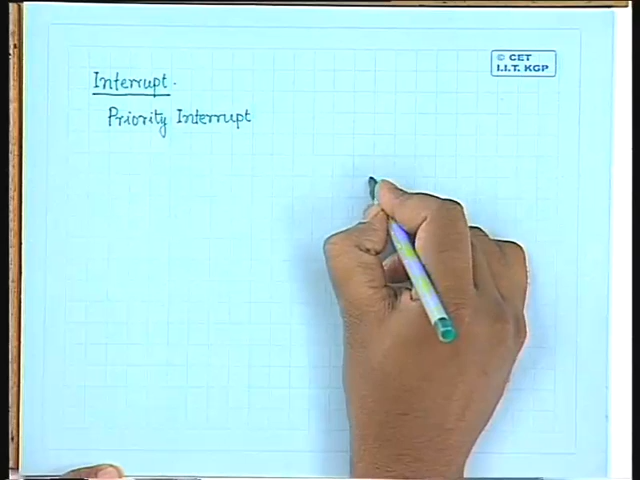 Interrupt.
Priority Interrupt
© CET
I.I.T. KGP